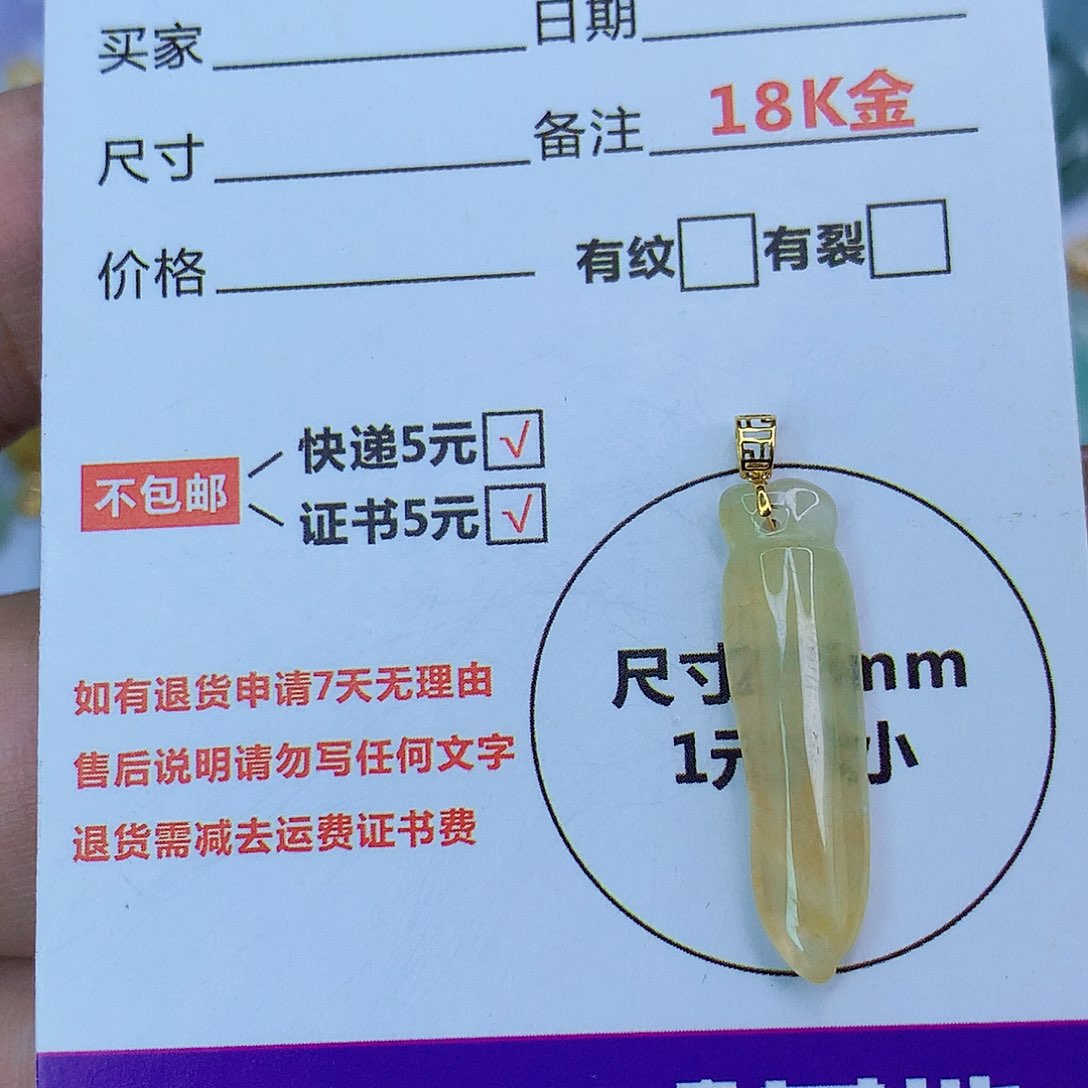 买家 日期
尺寸 备注 18K金
价格 有纹 有裂
不包邮
快递5元 √
证书5元 √
如有退货申请7天无理由
售后说明请勿写任何文字
退货需减去运费证书费
尺寸 mm
1元 小